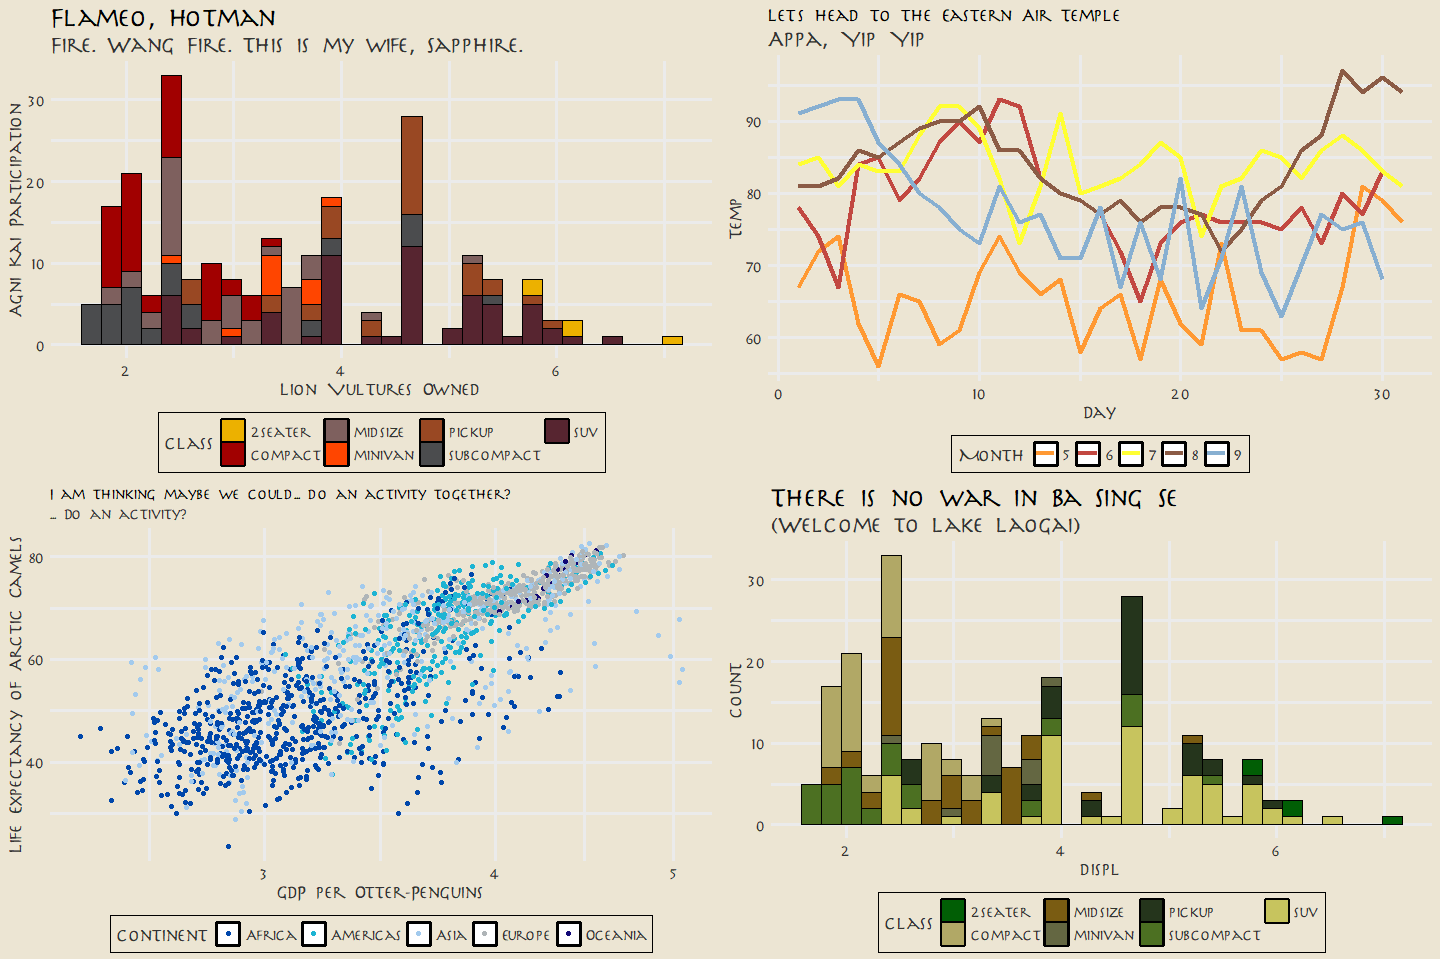 FLAMEO, HOTMAN
FIRE. WANG FIRE. THIS IS MY WIFE, SAPPHIRE.
AGNI KAI PARTICIPATION
30
20
10
0
2
4
6
LION VULTURES OWNED
CLASS
2SEATER
MIDSIZE
PICKUP
SUV
COMPACT
MINIVAN
SUBCOMPACT
LETS HEAD TO THE EASTERN AIR TEMPLE
APPA, YIP YIP
TEMP
90
80
70
60
0
10
20
30
DAY
MONTH
5
6
7
8
9
I AM THINKING MAYBE WE COULD... DO AN ACTIVITY TOGETHER?
... DO AN ACTIVITY?
LIFE EXPECTANCY OF ARCTIC CAMELS
80
60
40
3
4
5
GDP PER OTTER-PENGUINS
CONTINENT
AFRICA
AMERICAS
ASIA
EUROPE
OCEANIA
THERE IS NO WAR IN BA SING SE
(WELCOME TO LAKE LAOGAI)
COUNT
30
20
10
0
2
4
6
DISPL
CLASS
2SEATER
MIDSIZE
PICKUP
SUV
COMPACT
MINIVAN
SUBCOMPACT